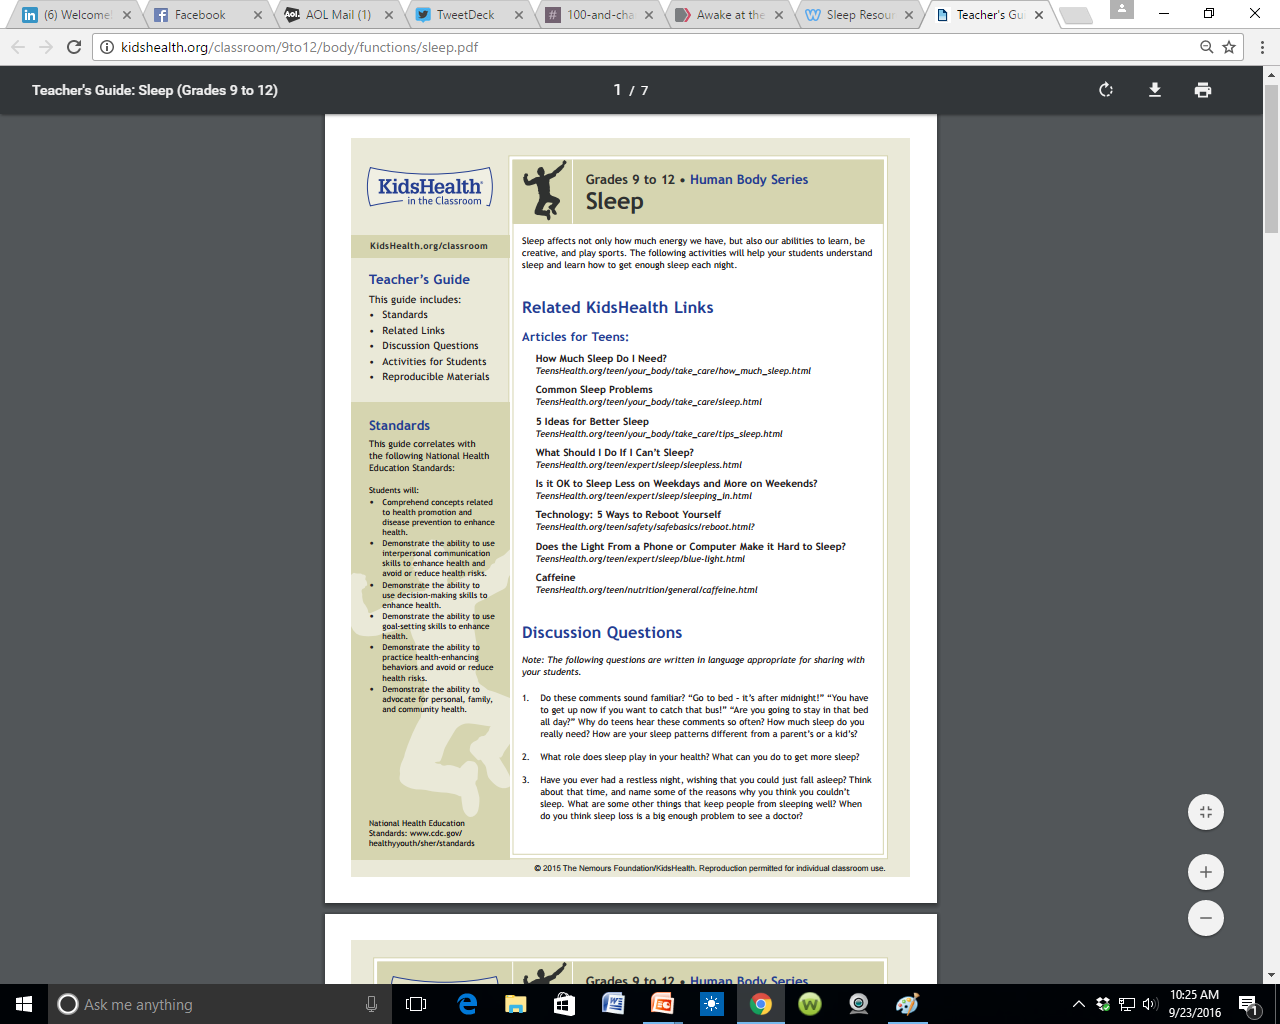 (6) Welcome!
Facebook
AOL Mail (1)
TweetDeck
100-and-cha
Awake at the
Sleep Resour
Teacher's Gui
kidshealth.org/classroom/9to12/body/functions/sleep.pdf
Teacher's Guide: Sleep (Grades 9 to 12)
1 / 7
KidsHealth
in the Classroom
KidsHealth.org/classroom
Teacher's Guide
This guide includes:
• Standards
• Related Links
• Discussion Questions
• Activities for Students
• Reproducible Materials
Standards
This guide correlates with
the following National Health
Education Standards:
Students will:
• Comprehend concepts related
to health promotion and
disease prevention to enhance
health.
• Demonstrate the ability to use
interpersonal communication
skills to enhance health and
avoid or reduce health risks.
• Demonstrate the ability to
use decision-making skills to
enhance health.
• Demonstrate the ability to use
goal-setting skills to enhance
health.
• Demonstrate the ability to
practice health-enhancing
behaviors and avoid or reduce
health risks.
• Demonstrate the ability to
advocate for personal, family,
and community health.
National Health Education
Standards: www.cdc.gov/
healthyyouth/sher/standards
Grades 9 to 12 • Human Body Series
Sleep
Sleep affects not only how much energy we have, but also our abilities to learn, be
creative, and play sports. The following activities will help your students understand
sleep and learn how to get enough sleep each night.
Related KidsHealth Links
Articles for Teens:
How Much Sleep Do I Need?
TeensHealth.org/teen/your_body/take_care/how_much_sleep.html
Common Sleep Problems
TeensHealth.org/teen/your_body/take_care/sleep.html
5 Ideas for Better Sleep
TeensHealth.org/teen/your_body/take_care/tips_sleep.html
What Should I Do If I Can't Sleep?
TeensHealth.org/teen/expert/sleep/sleepless.html
Is it OK to Sleep Less on Weekdays and More on Weekends?
TeensHealth.org/teen/expert/sleep/sleeping_in.html
Technology: 5 Ways to Reboot Yourself
TeensHealth.org/teen/safety/safebasics/reboot.html?
Does the Light From a Phone or Computer Make it Hard to Sleep?
TeensHealth.org/teen/expert/sleep/blue-light.html
Caffeine
TeensHealth.org/teen/nutrition/general/caffeine.html
Discussion Questions
Note: The following questions are written in language appropriate for sharing with
your students.
1. Do these comments sound familiar? “Go to bed – it's after midnight!” “You have
to get up now if you want to catch that bus!” “Are you going to stay in that bed
all day?” Why do teens hear these comments so often? How much sleep do you
really need? How are your sleep patterns different from a parent's or a kid's?
2. What role does sleep play in your health? What can you do to get more sleep?
3. Have you ever had a restless night, wishing that you could just fall asleep? Think
about that time, and name some of the reasons why you think you couldn't
sleep. What are some other things that keep people from sleeping well? When
do you think sleep loss is a big enough problem to see a doctor?
© 2015 The Nemours Foundation/KidsHealth. Reproduction permitted for individual classroom use.
Grades 9 to 12 • Human Body Series
Ask me anything
10:25 AM
9/23/2016